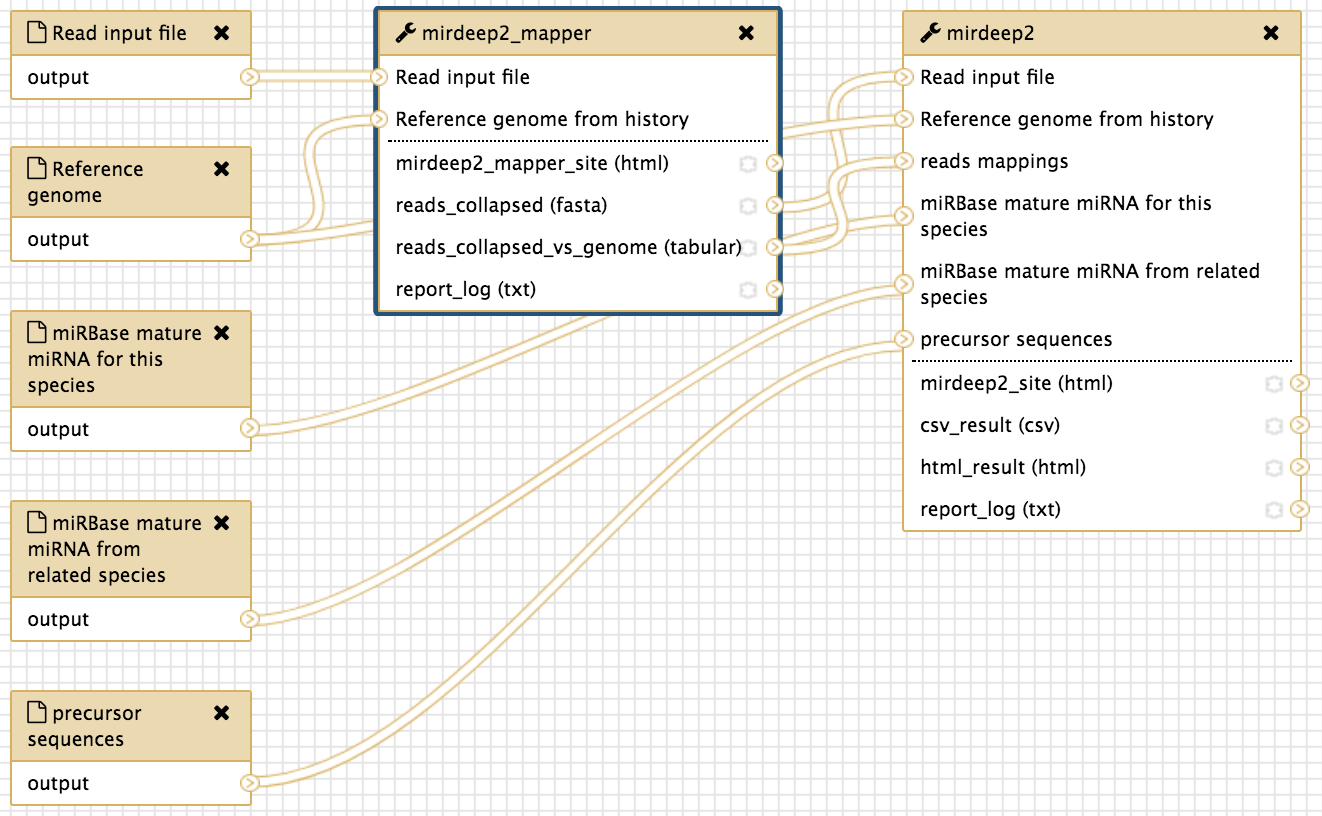 Read input file
output
Reference
genome
output
miRBase mature
miRNA for this
species
output
miRBase mature
miRNA from
related species
output
precursor
sequences
output
mirdeep2_mapper
Read input file
Reference genome from history
mirdeep2_mapper_site (html)
reads_collapsed (fasta)
reads_collapsed_vs_genome (tabular)
report_log (txt)
mirdeep2
Read input file
Reference genome from history
reads mappings
miRBase mature miRNA for this
species
miRBase mature miRNA from related
species
precursor sequences
mirdeep2_site (html)
csv_result (csv)
html_result (html)
report_log (txt)